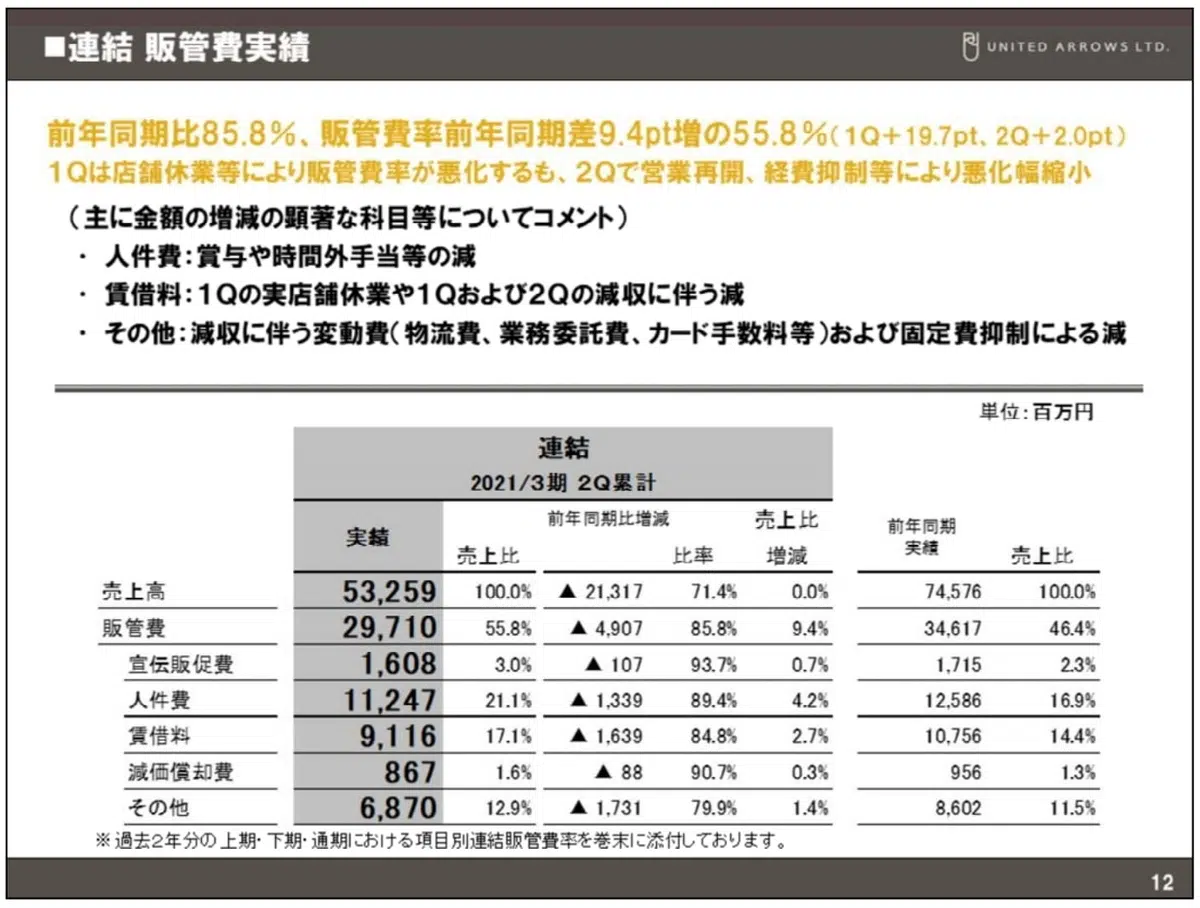 ■連結 販管費実績
UNITED ARROWS LTD.
前年同期比85.8%、販管費率前年同期差9.4pt増の55.8%(1Q+19.7pt、2Q+2.0pt)
1Qは店舗休業等により販管費率が悪化するも、2Qで営業再開、経費抑制等により悪化幅縮小
(主に金額の増減の顕著な科目等についてコメント)
・ 人件費:賞与や時間外手当等の減
・ 賃借料:1Qの実店舗休業や1Qおよび2Qの減収に伴う減
・ その他:減収に伴う変動費(物流費、業務委託費、カード手数料等)および固定費抑制による減
単位:百万円
連結
2021/3期 2Q累計
実績 売上比 前年同期比増減 比率 売上比増減 前年同期実績 売上比
売上高 53,259 100.0% ▲ 21,317 71.4% 0.0% 74,576 100.0%
販管費 29,710 55.8% ▲ 4,907 85.8% 9.4% 34,617 46.4%
宣伝販促費 1,608 3.0% ▲ 107 93.7% 0.7% 1,715 2.3%
人件費 11,247 21.1% ▲ 1,339 89.4% 4.2% 12,586 16.9%
賃借料 9,116 17.1% ▲ 1,639 84.8% 2.7% 10,756 14.4%
減価償却費 867 1.6% ▲ 88 90.7% 0.3% 956 1.3%
その他 6,870 12.9% ▲ 1,731 79.9% 1.4% 8,602 11.5%
※過去2年分の上期・下期・通期における項目別連結販管費率を巻末に添付しております。
12